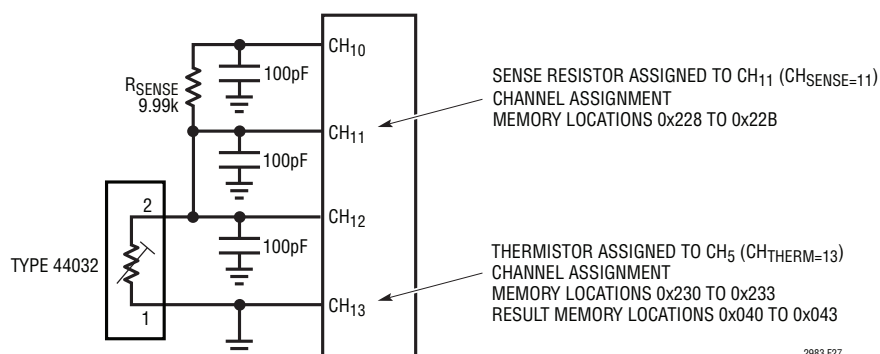 CH10
100pF
RSENSE
9.99k
SENSE RESISTOR ASSIGNED TO CH11 (CHSENSE=11)
CHANNEL ASSIGNMENT
MEMORY LOCATIONS 0x228 TO 0x22B
CH11
100pF
2
CH12
100pF
TYPE 44032
THERMISTOR ASSIGNED TO CH5 (CHTHERM=13)
CHANNEL ASSIGNMENT
MEMORY LOCATIONS 0x230 TO 0x233
RESULT MEMORY LOCATIONS 0x040 TO 0x043
1
CH13
2983 F27